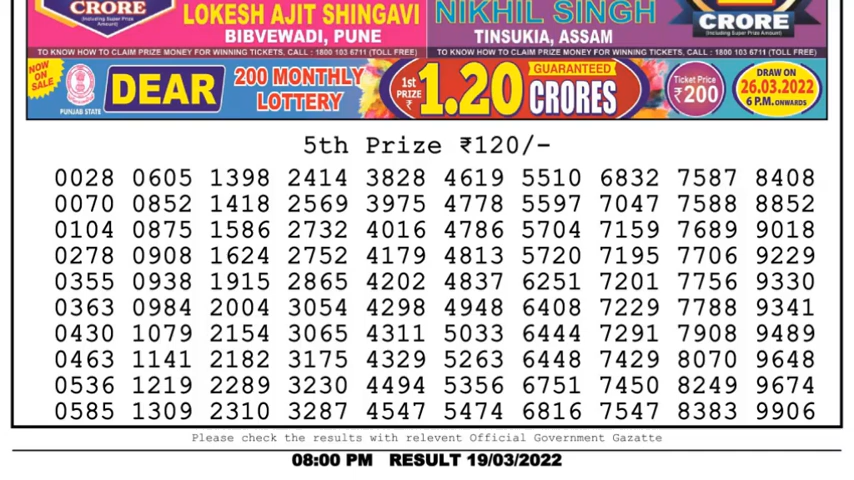 CRORE
(Including Super Prize Amount)
LOKESH AJIT SHINGAVI
BIBVEWADI, PUNE
NIKHIL SINGH
TINSUKIA, ASSAM
CRORE
(Including Super Prize Amount)
TO KNOW HOW TO CLAIM PRIZE MONEY FOR WINNING TICKETS, CALL : 1800 103 6711 (TOLL FREE)
TO KNOW HOW TO CLAIM PRIZE MONEY FOR WINNING TICKETS, CALL : 1800 103 6711 (TOLL FREE)
NOW ON SALE
PUNJAB STATE
DEAR
200 MONTHLY
LOTTERY
1st PRIZE ₹
1.20
GUARANTEED
CRORES
Ticket Price
₹200
DRAW ON
26.03.2022
6 P.M. ONWARDS
5th Prize ₹120/-
0028 0605 1398 2414 3828 4619 5510 6832 7587 8408
0070 0852 1418 2569 3975 4778 5597 7047 7588 8852
0104 0875 1586 2732 4016 4786 5704 7159 7689 9018
0278 0908 1624 2752 4179 4813 5720 7195 7706 9229
0355 0938 1915 2865 4202 4837 6251 7201 7756 9330
0363 0984 2004 3054 4298 4948 6408 7229 7788 9341
0430 1079 2154 3065 4311 5033 6444 7291 7908 9489
0463 1141 2182 3175 4329 5263 6448 7429 8070 9648
0536 1219 2289 3230 4494 5356 6751 7450 8249 9674
0585 1309 2310 3287 4547 5474 6816 7547 8383 9906
Please check the results with relevent Official Government Gazatte
08:00 PM RESULT 19/03/2022